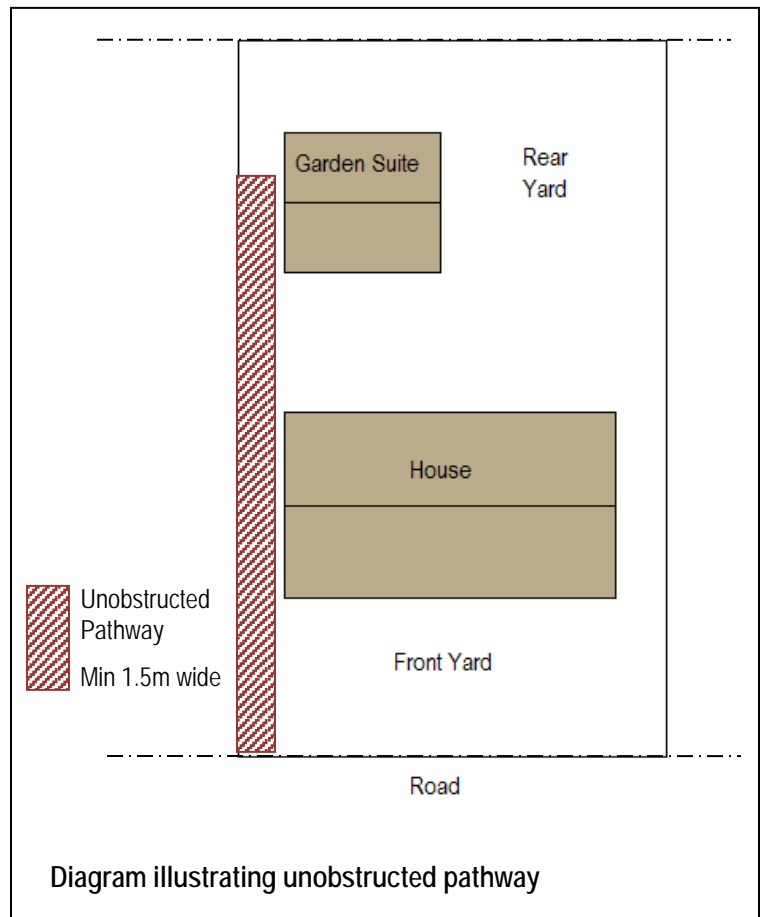 Garden Suite
Rear
Yard
House
Unobstructed
Pathway
Min 1.5m wide
Front Yard
Road
Diagram illustrating unobstructed pathway